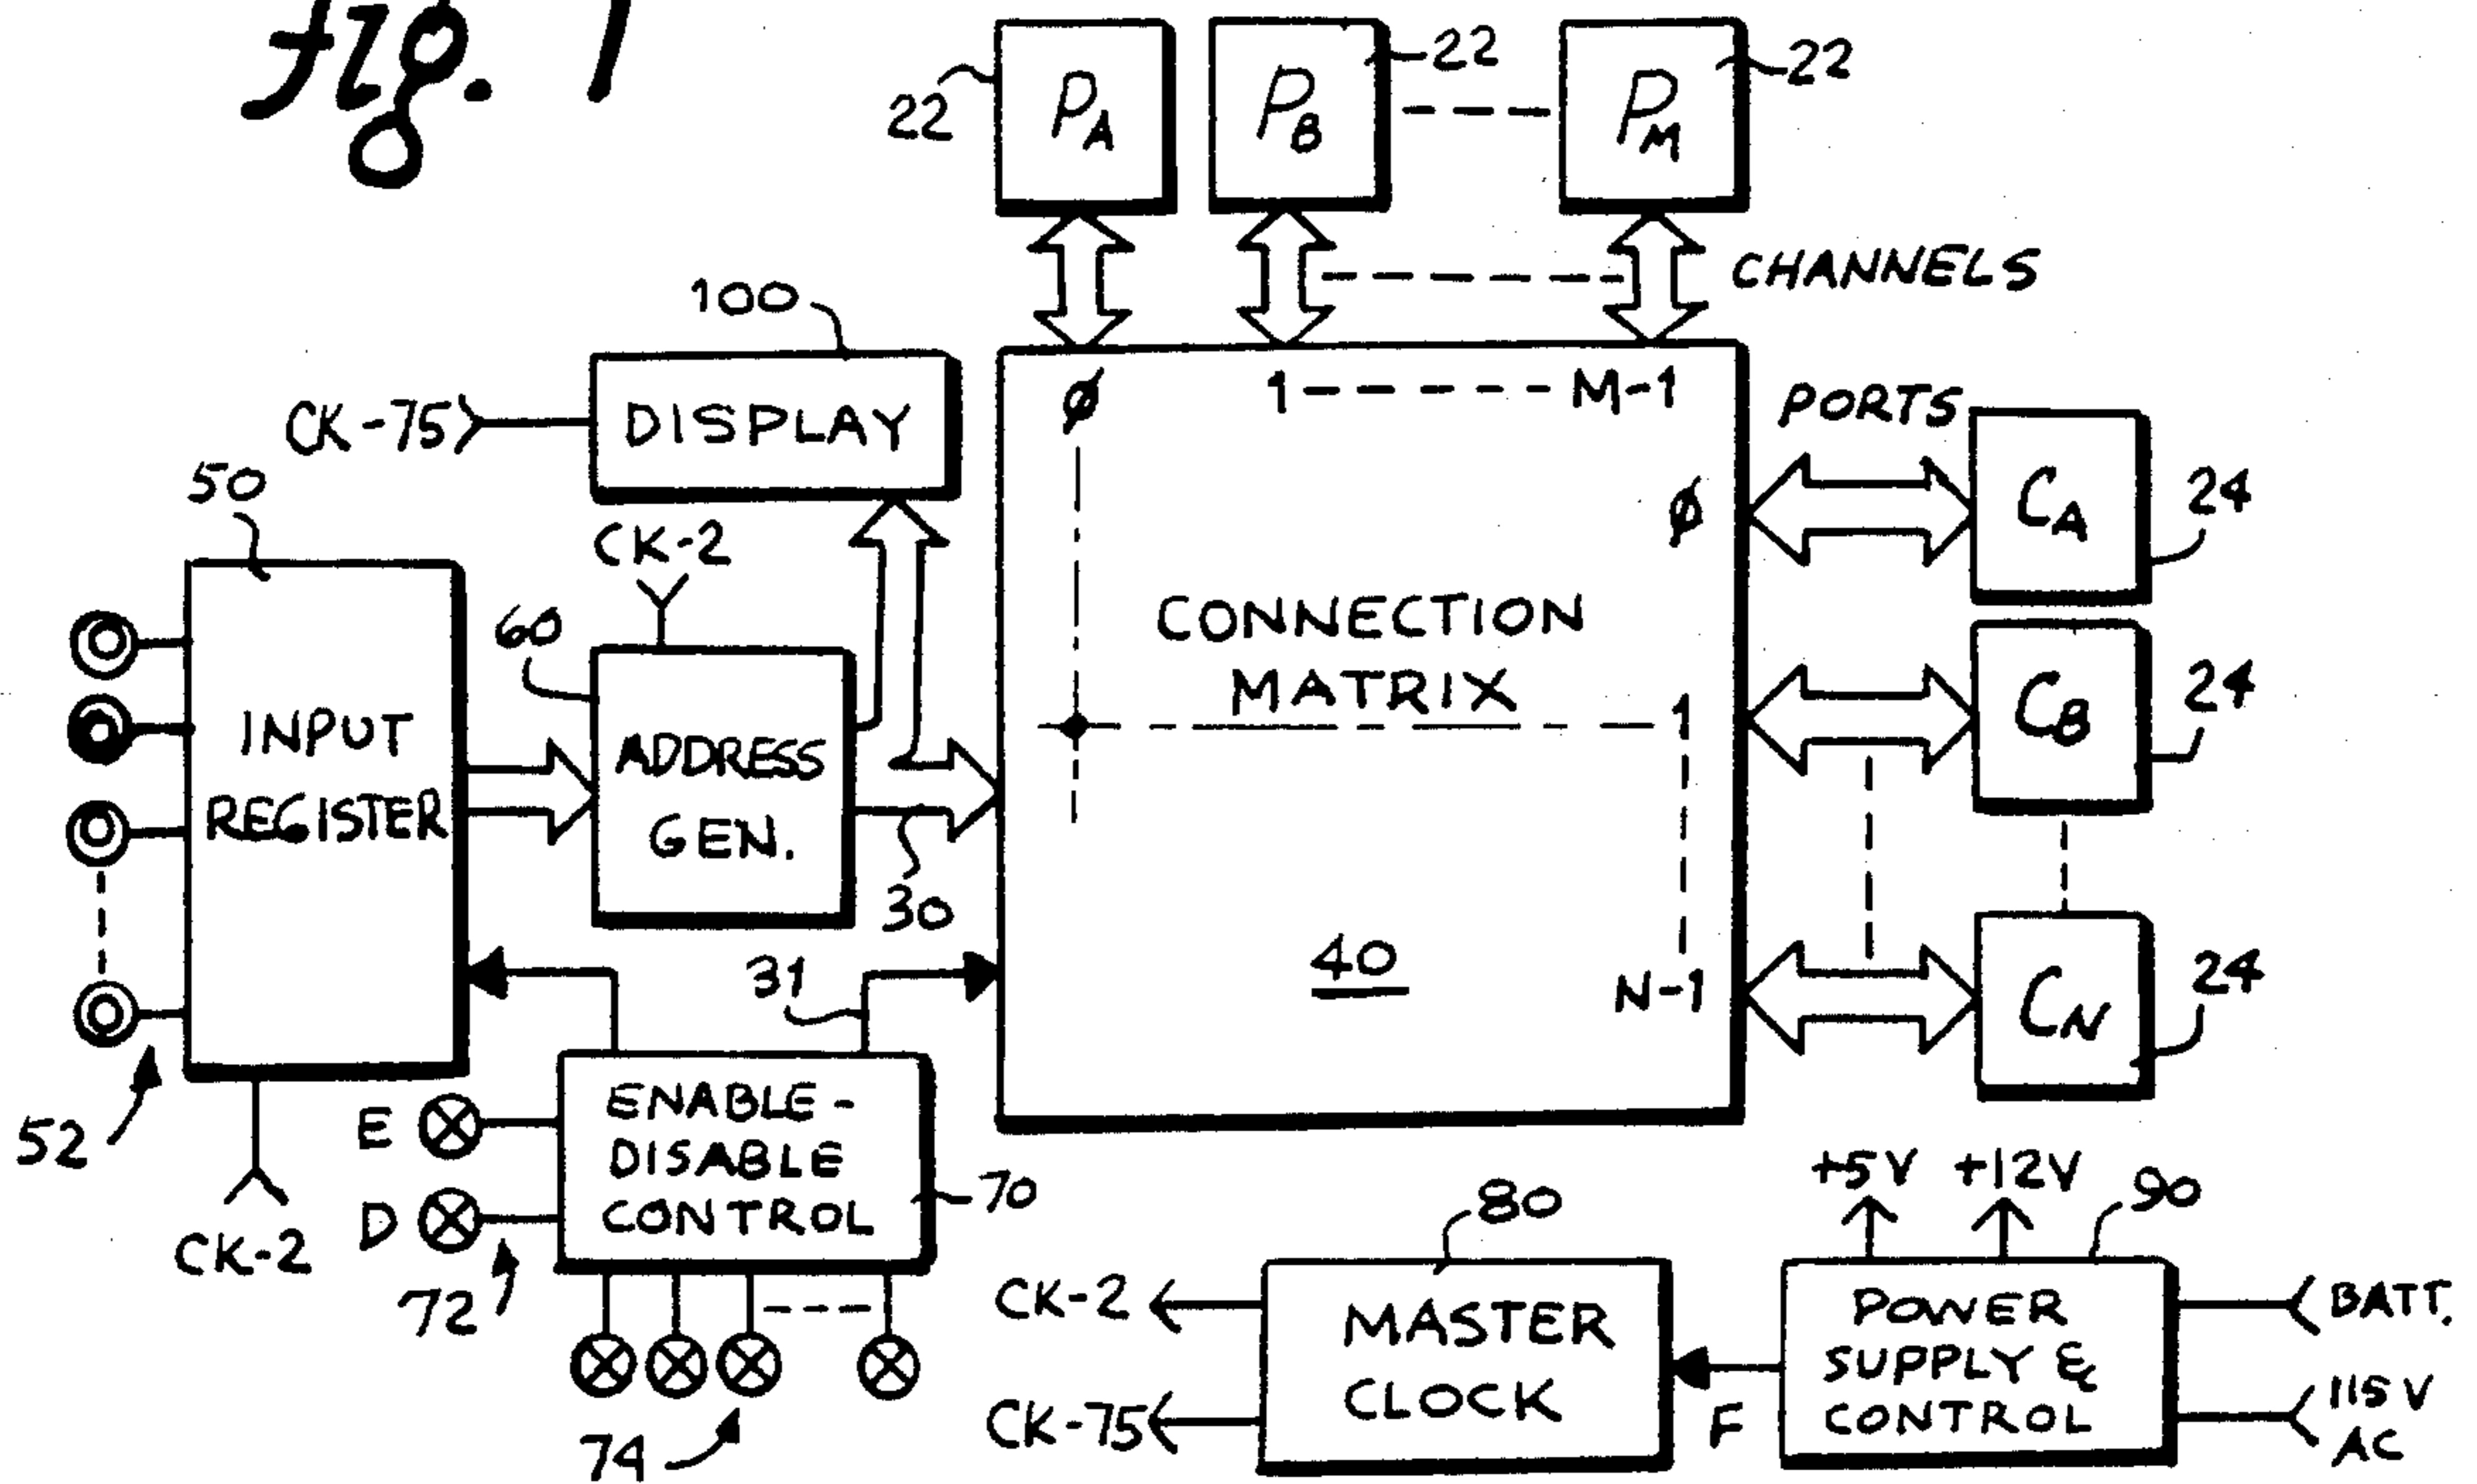 fig. 1
22
PA
PB
22
PM
22
CHANNELS
100
DISPLAY
CK-75
CK-2
50
INPUT
REGISTER
52
CK-2
60
ADDRESS
GEN.
30
31
Ø 1 M-1
CONNECTION
MATRIX
40
Ø
1
N-1
PORTS
CA
24
CB
24
CN
24
E
D
72
ENABLE-
DISABLE
CONTROL
70
74
80
MASTER
CLOCK
CK-2
CK-75
F
+5V +12V
90
POWER
SUPPLY &
CONTROL
BATT.
115V
AC